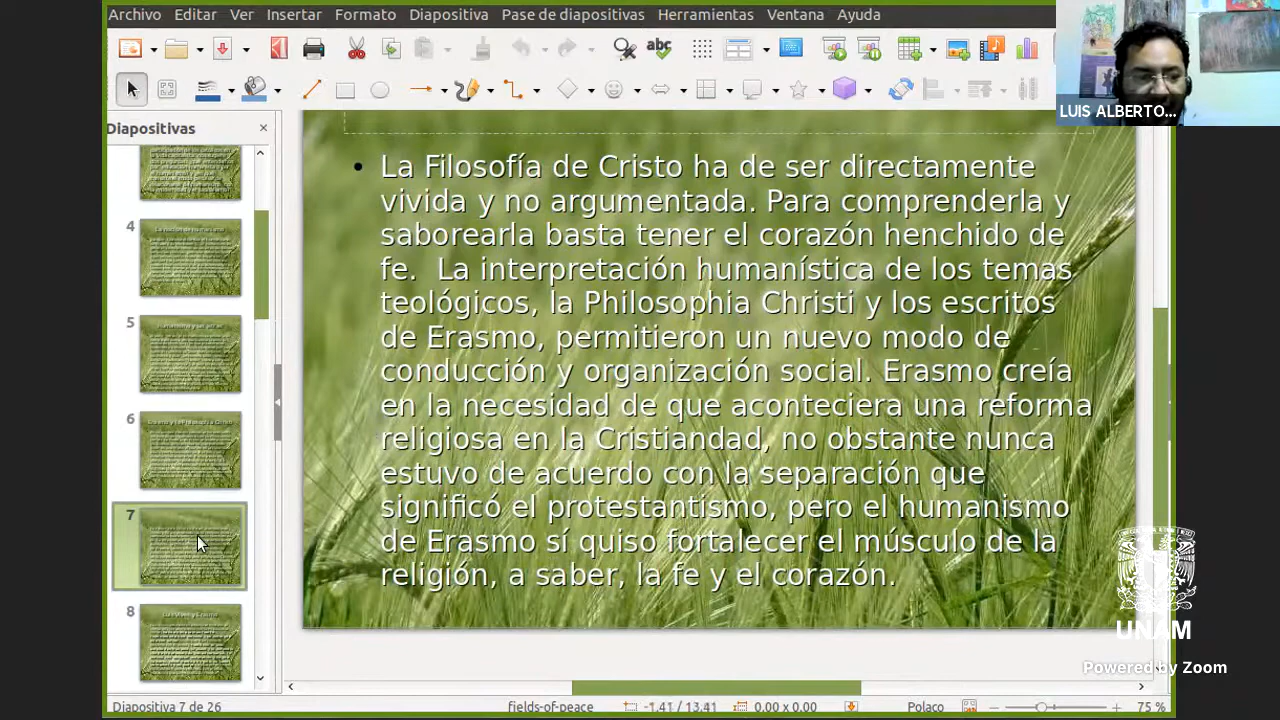 Archivo Editar Ver Insertar Formato Diapositiva Pase de diapositivas Herramientas Ventana Ayuda
abc
LUIS ALBERTO...
Diapositivas
4
5
6
7
8
La Filosofía de Cristo ha de ser directamente
vivida y no argumentada. Para comprenderla y
saborearla basta tener el corazón henchido de
fe. La interpretación humanística de los temas
teológicos, la Philosophia Christi y los escritos
de Erasmo, permitieron un nuevo modo de
conducción y organización social. Erasmo creía
en la necesidad de que aconteciera una reforma
religiosa en la Cristiandad, no obstante nunca
estuvo de acuerdo con la separación que
significó el protestantismo, pero el humanismo
de Erasmo sí quiso fortalecer el músculo de la
religión, a saber, la fe y el corazón.
UNAM
Powered by Zoom
Diapositiva 7 de 26
fields-of-peace
-1.41 / 13.41
0.00 x 0.00
Polaco
75 %